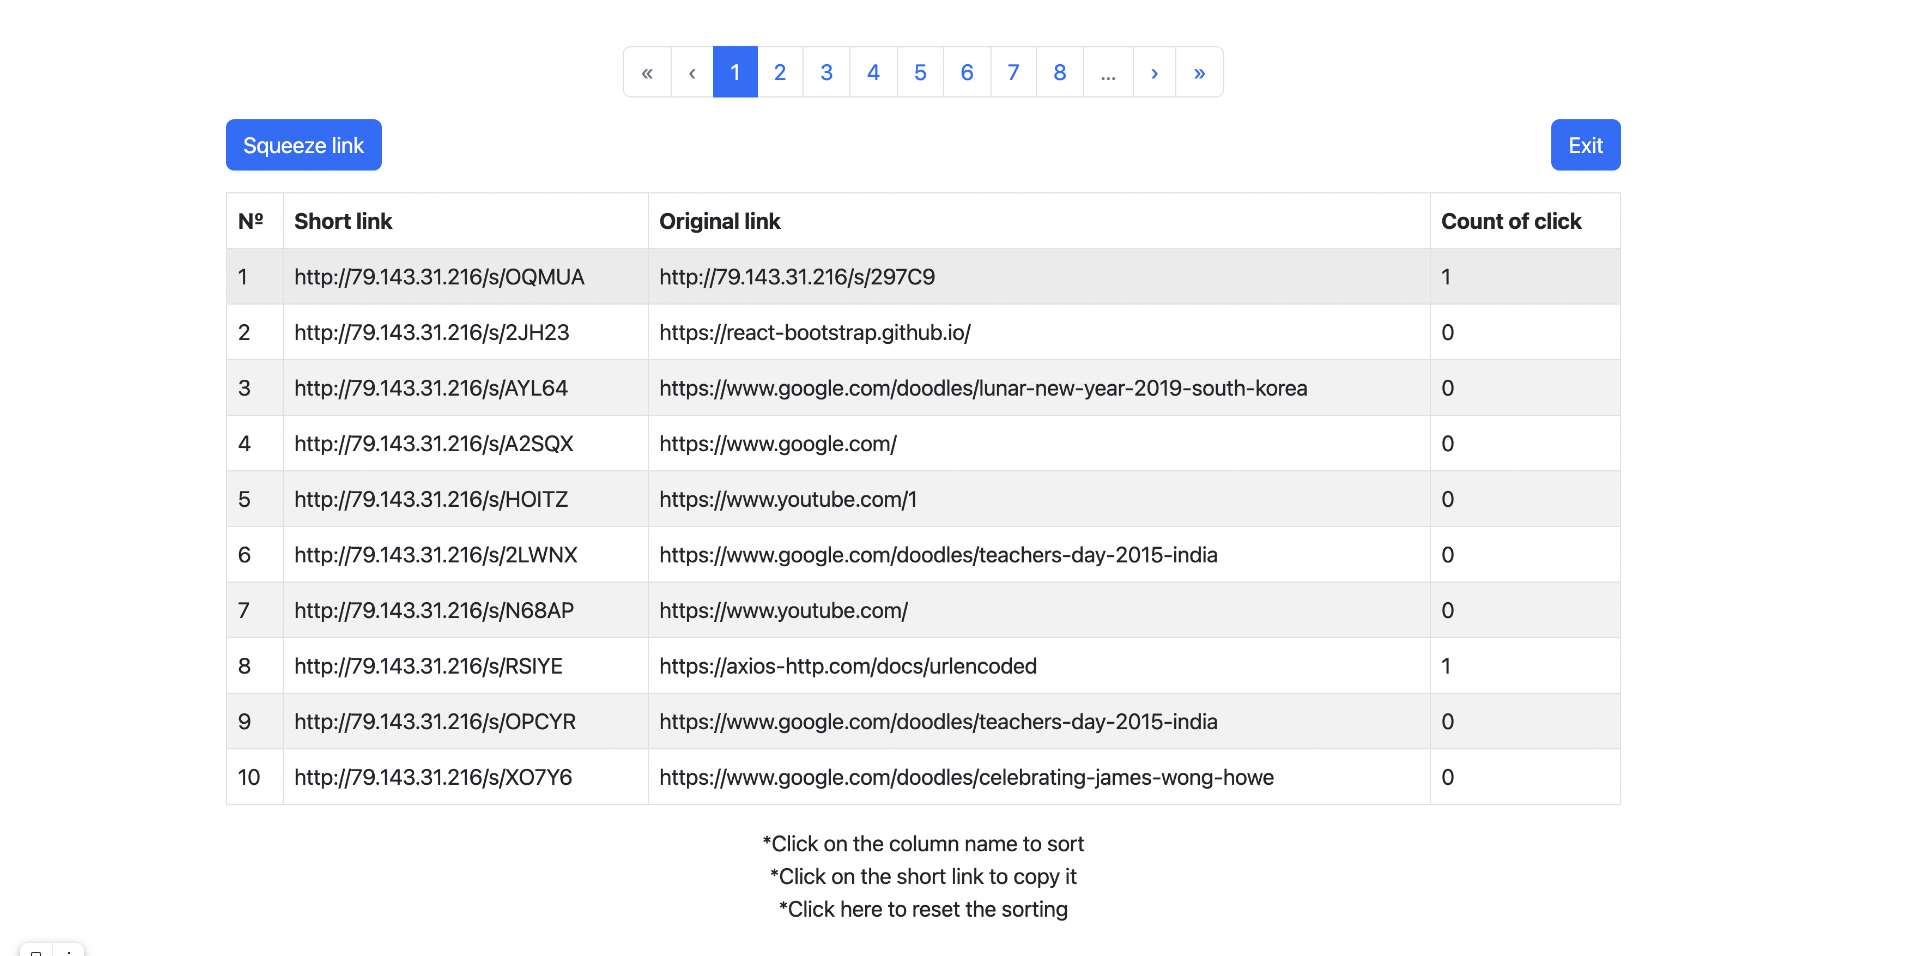 « ‹ 1 2 3 4 5 6 7 8 … › »
Squeeze link Exit
Nº Short link Original link Count of click
1 http://79.143.31.216/s/OQMUA http://79.143.31.216/s/297C9 1
2 http://79.143.31.216/s/2JH23 https://react-bootstrap.github.io/ 0
3 http://79.143.31.216/s/AYL64 https://www.google.com/doodles/lunar-new-year-2019-south-korea 0
4 http://79.143.31.216/s/A2SQX https://www.google.com/ 0
5 http://79.143.31.216/s/HOITZ https://www.youtube.com/1 0
6 http://79.143.31.216/s/2LWNX https://www.google.com/doodles/teachers-day-2015-india 0
7 http://79.143.31.216/s/N68AP https://www.youtube.com/ 0
8 http://79.143.31.216/s/RSIYE https://axios-http.com/docs/urlencoded 1
9 http://79.143.31.216/s/OPCYR https://www.google.com/doodles/teachers-day-2015-india 0
10 http://79.143.31.216/s/XO7Y6 https://www.google.com/doodles/celebrating-james-wong-howe 0
*Click on the column name to sort
*Click on the short link to copy it
*Click here to reset the sorting